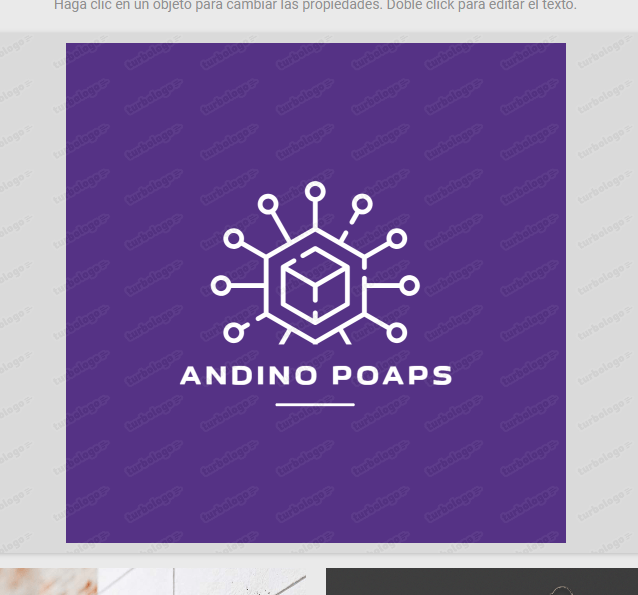 Haga clic en un objeto para cambiar las propiedades. Doble click para editar el texto.
ANDINO POAPS
turbologo